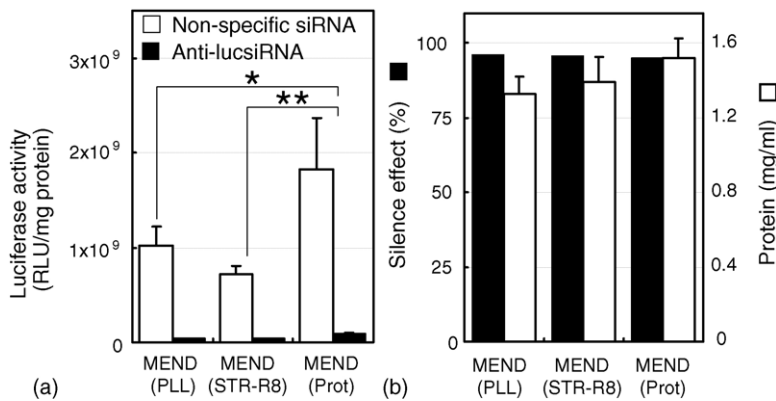 Non-specific siRNA
Anti-lucsiRNA
Luciferase activity
(RLU/mg protein)
3x10⁹
2x10⁹
1x10⁹
0
*
**
MEND
(PLL)
MEND
(STR-R8)
MEND
(Prot)
(a)
Silence effect (%)
100
75
50
25
0
Protein (mg/ml)
1.6
1.2
0.8
0.4
0
MEND
(PLL)
MEND
(STR-R8)
MEND
(Prot)
(b)